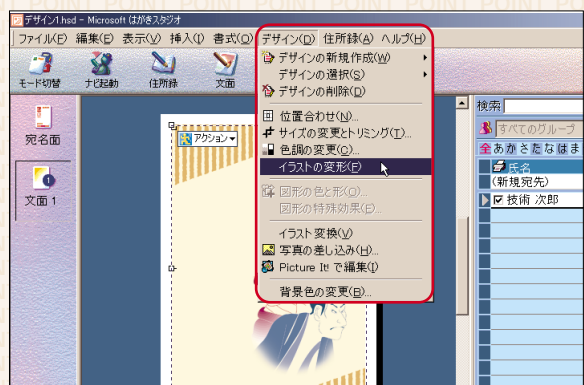 デザイン1.hsd - Microsoft はがきスタジオ
ファイル(F) 編集(E) 表示(V) 挿入(I) 書式(O) デザイン(D) 住所録(A) ヘルプ(H)
モード切替 ナビ起動 住所録 文面
デザインの新規作成(W)
デザインの選択(S)
デザインの削除(D)
位置合わせ(N)...
サイズの変更とトリミング(T)...
色調の変更(C)...
イラストの変形(F)
図形の色と形(O)...
図形の特殊効果(E)...
イラスト変換(V)
写真の差し込み(H)...
Picture It! で編集(I)
背景色の変更(B)...
宛名面
文面 1
アクション
検索
すべてのグループ
全あかさたなはま
氏名
(新規宛先)
技術 次郎